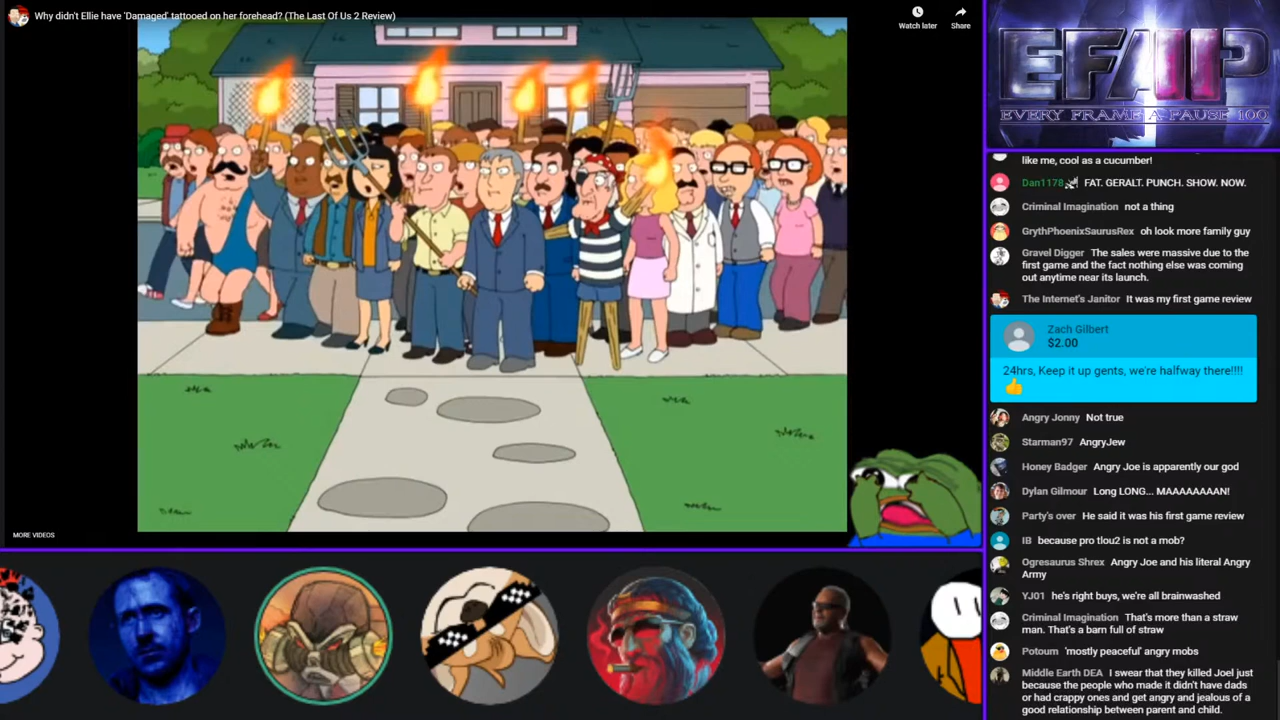 Why didn't Ellie have 'Damaged' tattooed on her forehead? (The Last Of Us 2 Review)
Watch later
Share
MORE VIDEOS
EFAP
EVERY FRAME A PAUSE 100
like me, cool as a cucumber!
Dan1178 FAT. GERALT. PUNCH. SHOW. NOW.
Criminal Imagination not a thing
GrythPhoenixSaurusRex oh look more family guy
Gravel Digger The sales were massive due to the
first game and the fact nothing else was coming
out anytime near its launch.
The Internet's Janitor It was my first game review
Zach Gilbert
$2.00
24hrs, Keep it up gents, we're halfway there!!!!
👍
Angry Jonny Not true
Starman97 AngryJew
Honey Badger Angry Joe is apparently our god
Dylan Gilmour Long LONG... MAAAAAAAAN!
Party's over He said it was his first game review
IB because pro tlou2 is not a mob?
Ogresaurus Shrex Angry Joe and his literal Angry
Army
YJ01 he's right buys, we're all brainwashed
Criminal Imagination That's more than a straw
man. That's a barn full of straw
Potoum 'mostly peaceful' angry mobs
Middle Earth DEA I swear that they killed Joel just
because the people who made it didn't have dads
or had crappy ones and get angry and jealous of a
good relationship between parent and child.